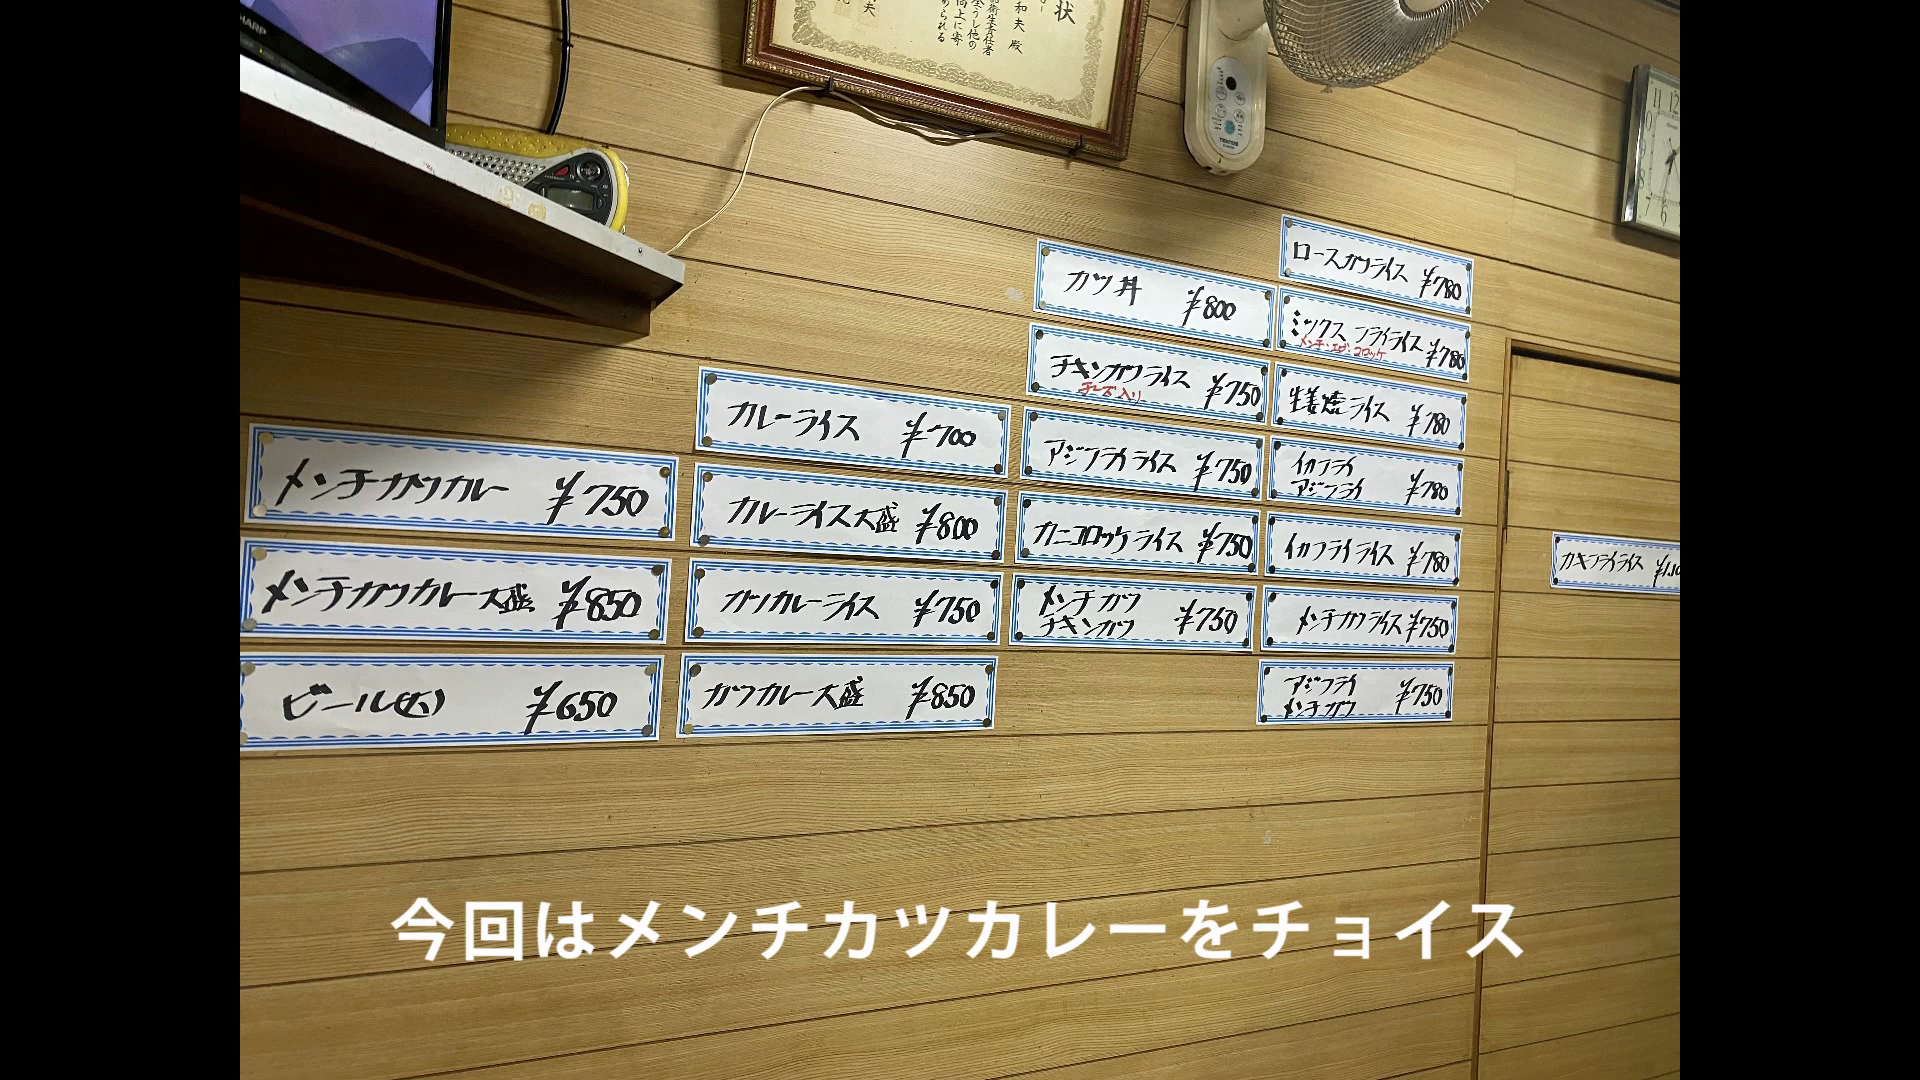 SHARP
状
和夫 殿
ロースカツライス ¥780
カツ丼 ¥800
ミックスフライライス ¥780
メンチ・エビ・コロッケ
チキンカツライス ¥750
チーズ入り
生姜焼ライス ¥780
カレーライス ¥700
アジフライライス ¥750
イカフライ
アジフライ ¥780
メンチカツカレー ¥750
カレーライス大盛 ¥800
カニコロッケライス ¥750
イカフライライス ¥780
カキフライライス
メンチカツカレー大盛 ¥850
カツカレーライス ¥750
メンチカツ
チキンカツ ¥750
メンチカツライス ¥750
ビール(大) ¥650
カツカレー大盛 ¥850
アジフライ
メンチカツ ¥750
今回はメンチカツカレーをチョイス